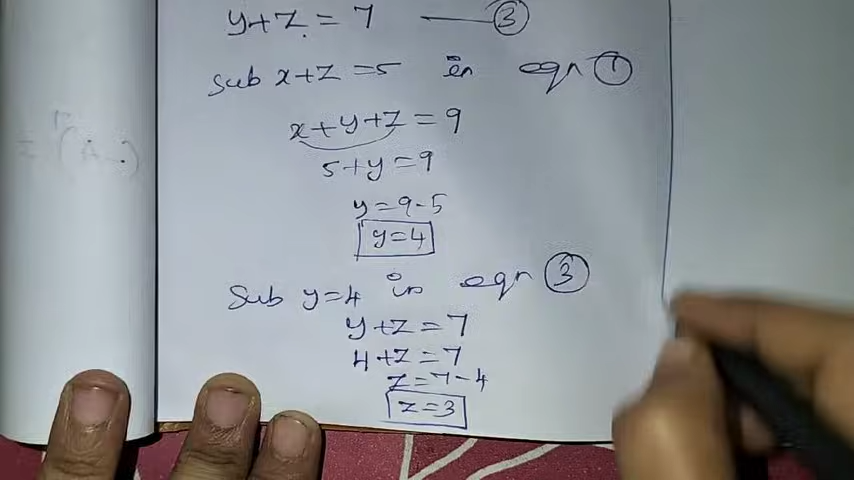 y+z = 7 —— ③
Sub x+z = 5 in eqn ①
x+y+z = 9
5+y = 9
y = 9-5
y = 4
Sub y=4 in eqn ③
y+z = 7
4+z = 7
z = 7-4
z = 3